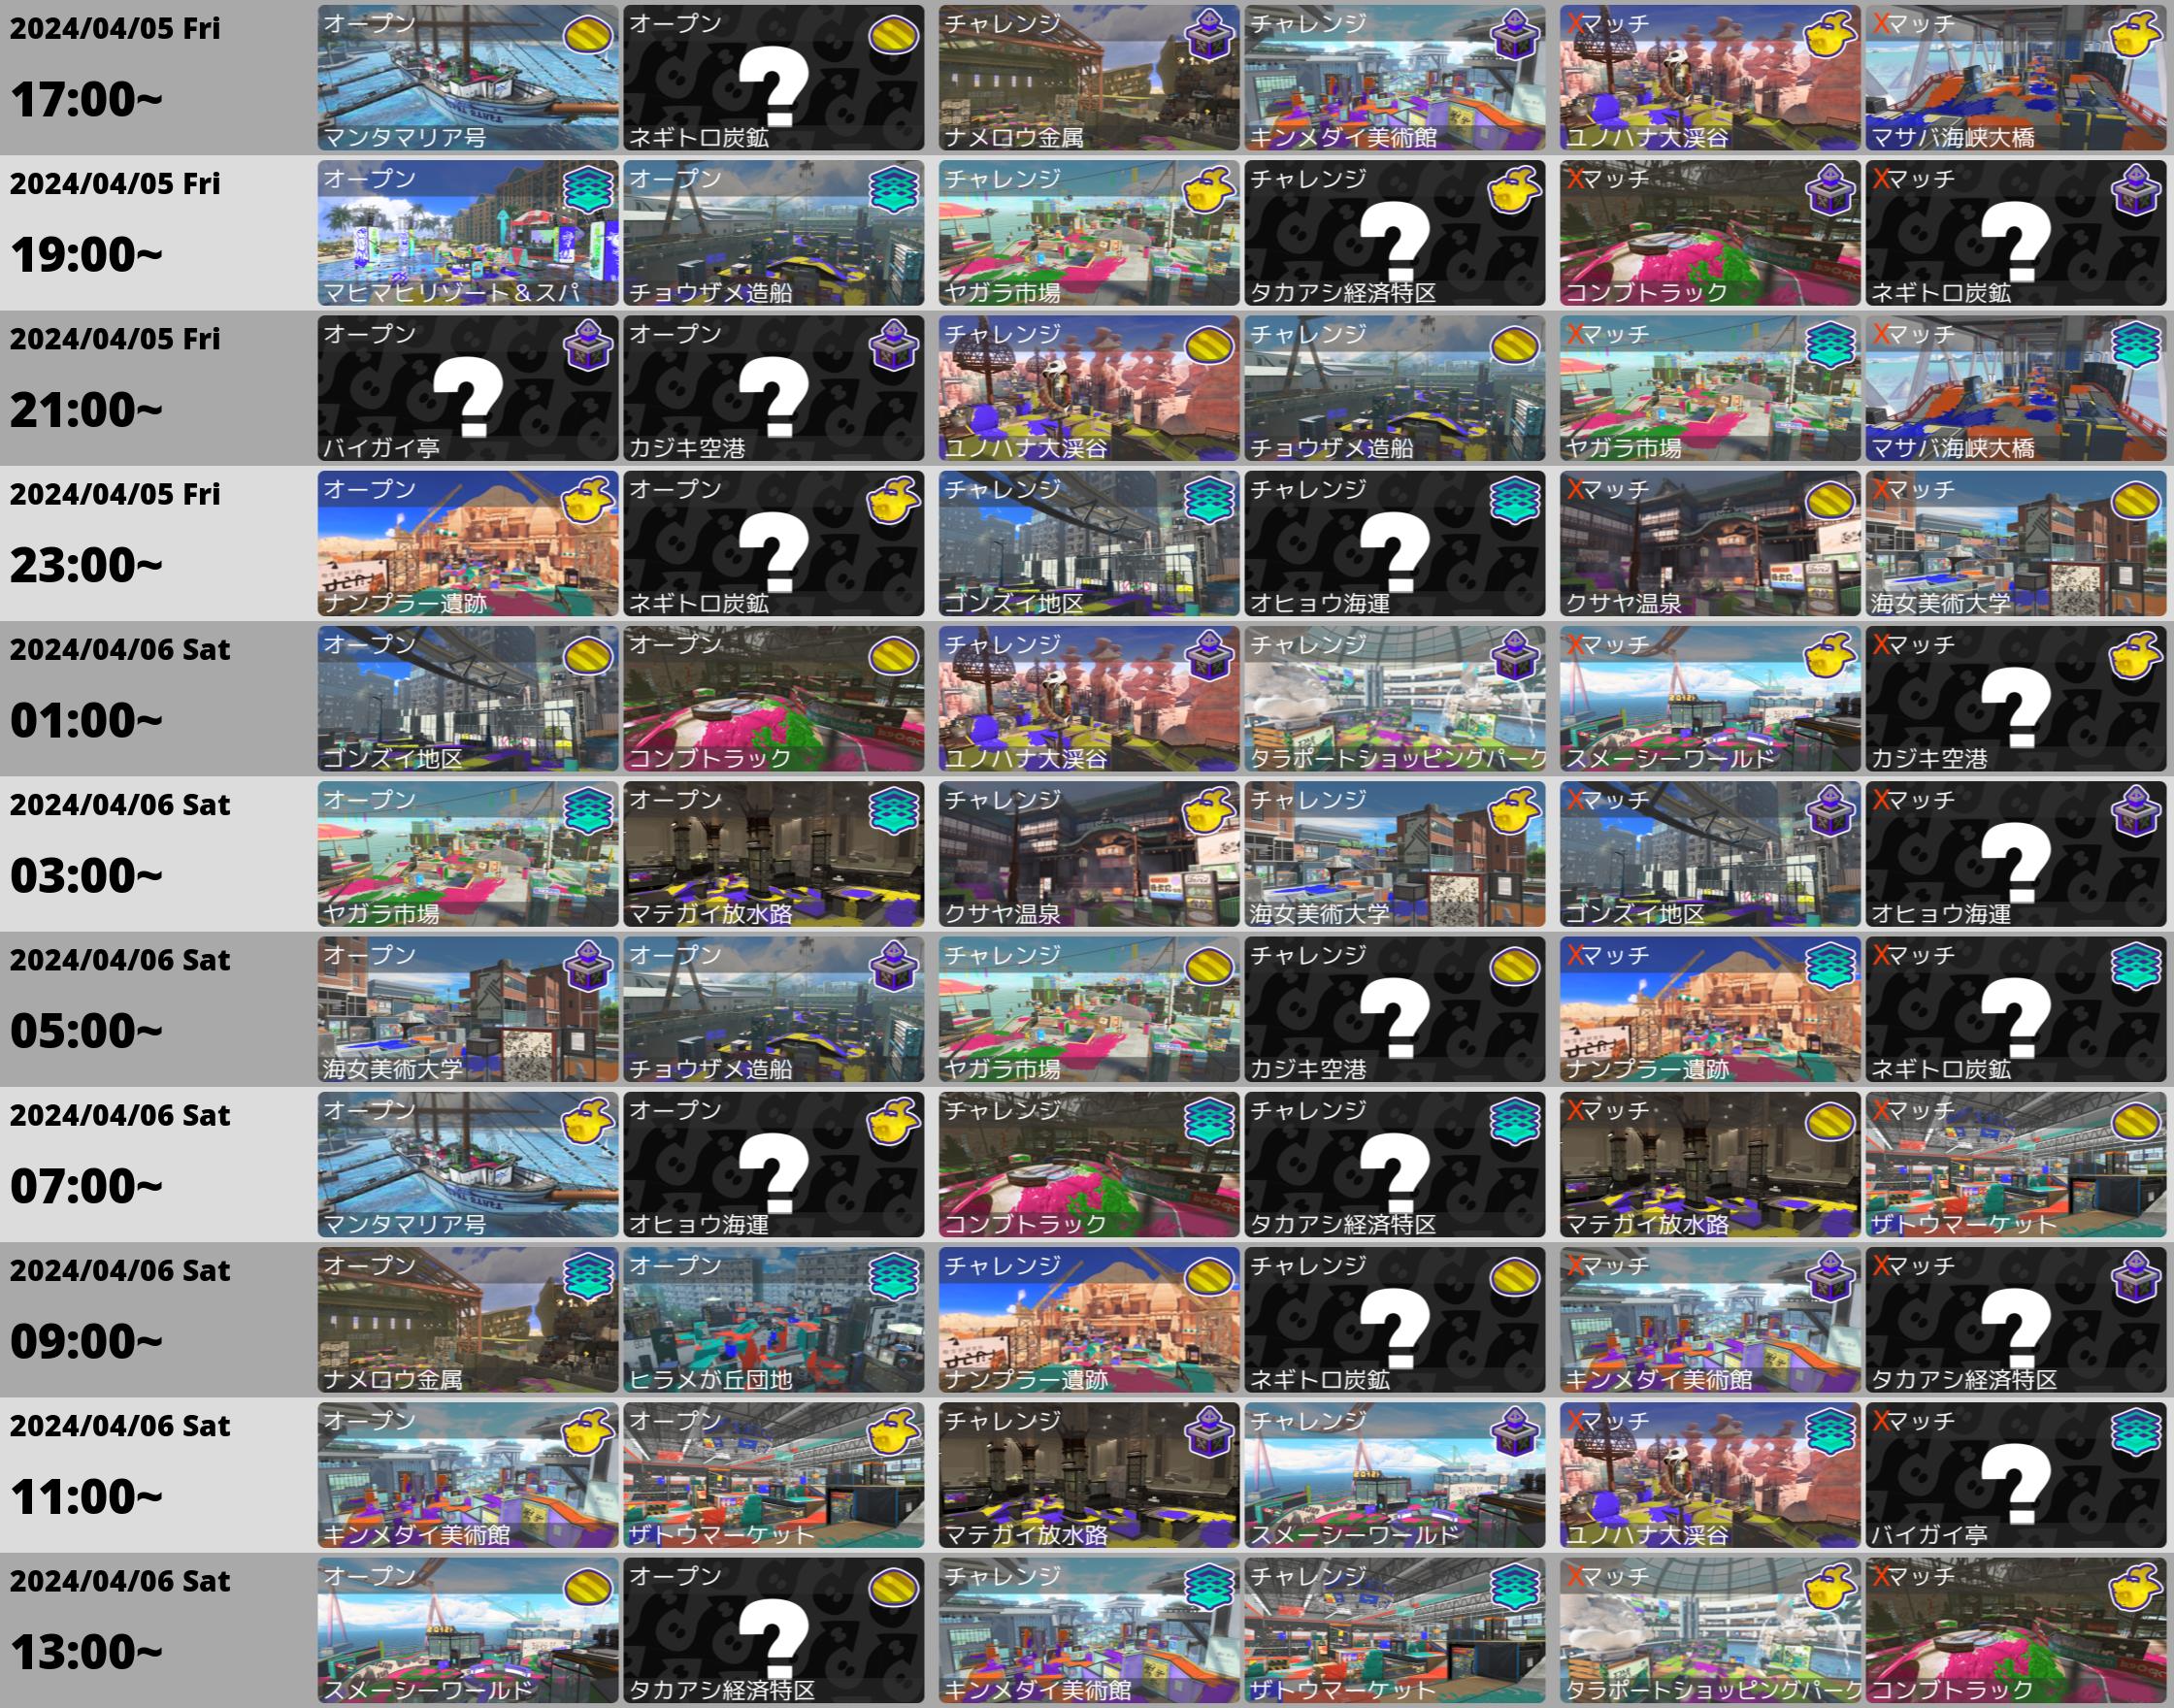 2024/04/05 Fri
17:00~
オープン
マンタマリア号
オープン
ネギトロ炭鉱
チャレンジ
ナメロウ金属
チャレンジ
キンメダイ美術館
Xマッチ
ユノハナ大渓谷
Xマッチ
マサバ海峡大橋
2024/04/05 Fri
19:00~
オープン
マヒマヒリゾート＆スパ
オープン
チョウザメ造船
チャレンジ
ヤガラ市場
チャレンジ
タカアシ経済特区
Xマッチ
コンブトラック
Xマッチ
ネギトロ炭鉱
2024/04/05 Fri
21:00~
オープン
バイガイ亭
オープン
カジキ空港
チャレンジ
ユノハナ大渓谷
チャレンジ
チョウザメ造船
Xマッチ
ヤガラ市場
Xマッチ
マサバ海峡大橋
2024/04/05 Fri
23:00~
オープン
ナンプラー遺跡
オープン
ネギトロ炭鉱
チャレンジ
ゴンズイ地区
チャレンジ
オヒョウ海運
Xマッチ
クサヤ温泉
Xマッチ
海女美術大学
2024/04/06 Sat
01:00~
オープン
ゴンズイ地区
オープン
コンブトラック
チャレンジ
ユノハナ大渓谷
チャレンジ
タラポートショッピングパーク
Xマッチ
スメーシーワールド
Xマッチ
カジキ空港
2024/04/06 Sat
03:00~
オープン
ヤガラ市場
オープン
マテガイ放水路
チャレンジ
クサヤ温泉
チャレンジ
海女美術大学
Xマッチ
ゴンズイ地区
Xマッチ
オヒョウ海運
2024/04/06 Sat
05:00~
オープン
海女美術大学
オープン
チョウザメ造船
チャレンジ
ヤガラ市場
チャレンジ
カジキ空港
Xマッチ
ナンプラー遺跡
Xマッチ
ネギトロ炭鉱
2024/04/06 Sat
07:00~
オープン
マンタマリア号
オープン
オヒョウ海運
チャレンジ
コンブトラック
チャレンジ
タカアシ経済特区
Xマッチ
マテガイ放水路
Xマッチ
ザトウマーケット
2024/04/06 Sat
09:00~
オープン
ナメロウ金属
オープン
ヒラメが丘団地
チャレンジ
ナンプラー遺跡
チャレンジ
ネギトロ炭鉱
Xマッチ
キンメダイ美術館
Xマッチ
タカアシ経済特区
2024/04/06 Sat
11:00~
オープン
キンメダイ美術館
オープン
ザトウマーケット
チャレンジ
マテガイ放水路
チャレンジ
スメーシーワールド
Xマッチ
ユノハナ大渓谷
Xマッチ
バイガイ亭
2024/04/06 Sat
13:00~
オープン
スメーシーワールド
オープン
タカアシ経済特区
チャレンジ
キンメダイ美術館
チャレンジ
ザトウマーケット
Xマッチ
タラポートショッピングパーク
Xマッチ
コンブトラック